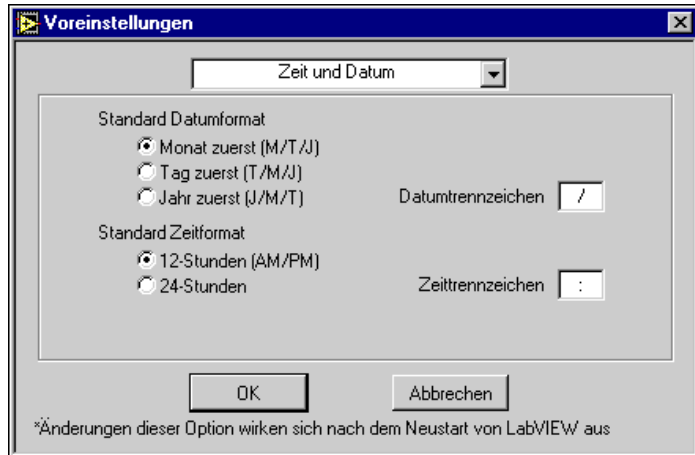 Voreinstellungen
Zeit und Datum
Standard Datumformat
Monat zuerst (M/T/J)
Tag zuerst (T/M/J)
Jahr zuerst (J/M/T)
Datumtrennzeichen /
Standard Zeitformat
12-Stunden (AM/PM)
24-Stunden
Zeittrennzeichen :
OK
Abbrechen
*Änderungen dieser Option wirken sich nach dem Neustart von LabVIEW aus